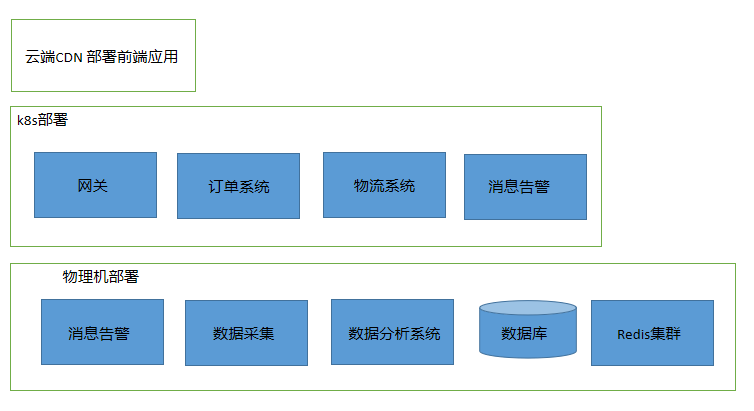 云端CDN 部署前端应用
k8s部署
网关
订单系统
物流系统
消息告警
物理机部署
消息告警
数据采集
数据分析系统
数据库
Redis集群